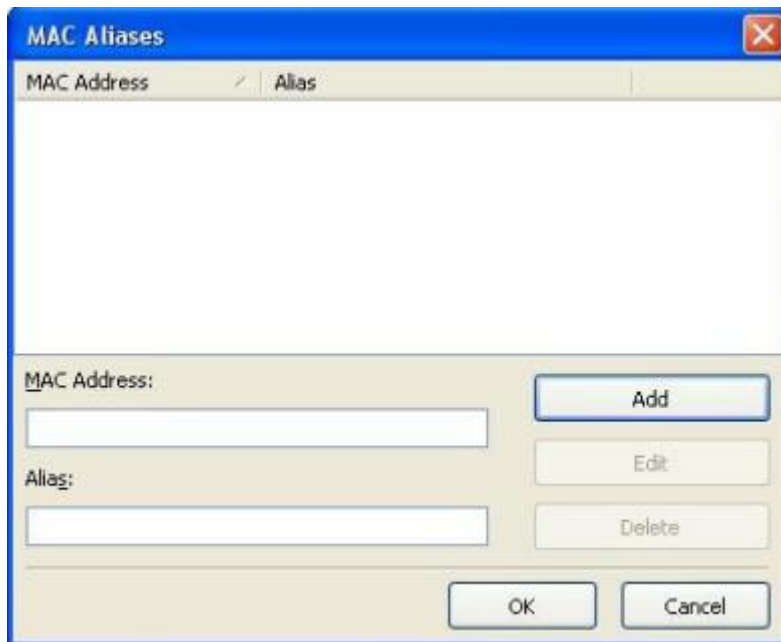 MAC Aliases
MAC Address Alias
MAC Address:
Add
Edit
Alias:
Delete
OK Cancel